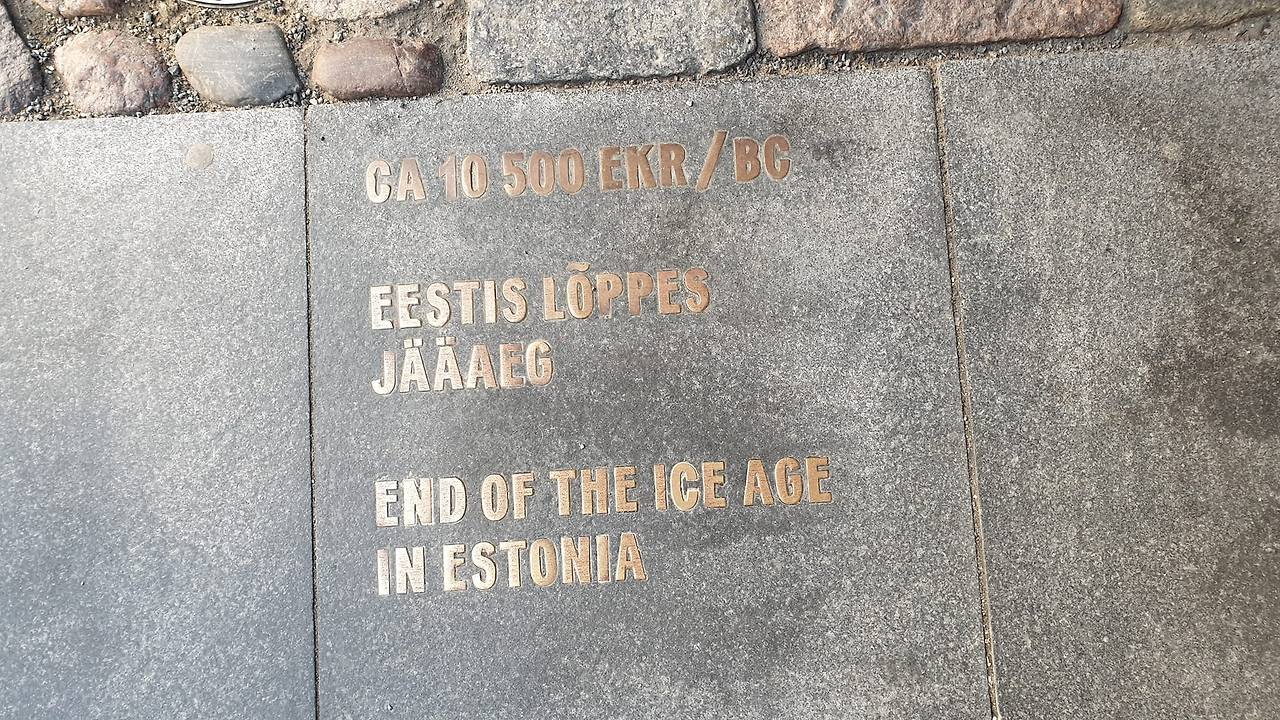 CA 10 500 EKR/BC
EESTIS LÕPPES
JÄÄAEG
END OF THE ICE AGE
IN ESTONIA